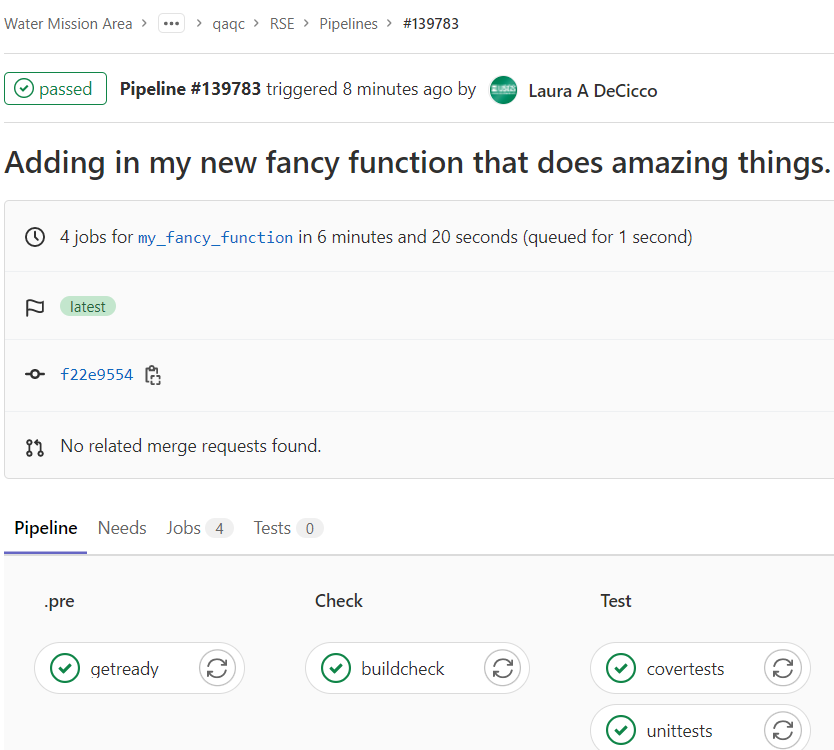 Water Mission Area > ... > qaqc > RSE > Pipelines > #139783
passed Pipeline #139783 triggered 8 minutes ago by Laura A DeCicco
Adding in my new fancy function that does amazing things.
4 jobs for my_fancy_function in 6 minutes and 20 seconds (queued for 1 second)
latest
f22e9554
No related merge requests found.
Pipeline Needs Jobs 4 Tests 0
.pre Check Test
getready buildcheck covertests
unittests